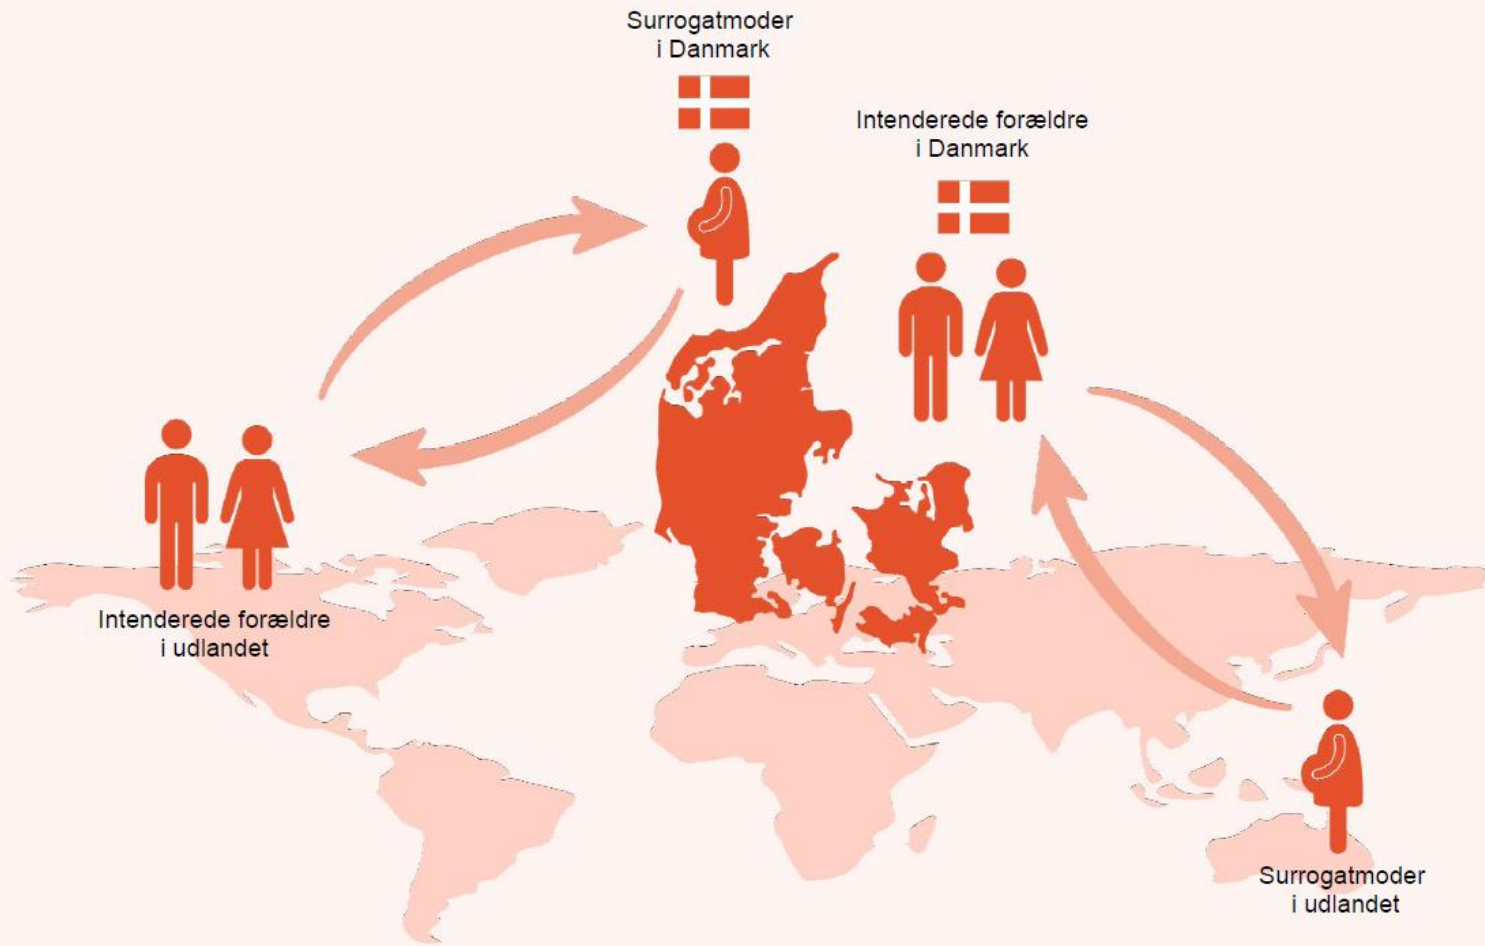 Surrogatmoder
i Danmark
Intenderede forældre
i Danmark
Intenderede forældre
i udlandet
Surrogatmoder
i udlandet